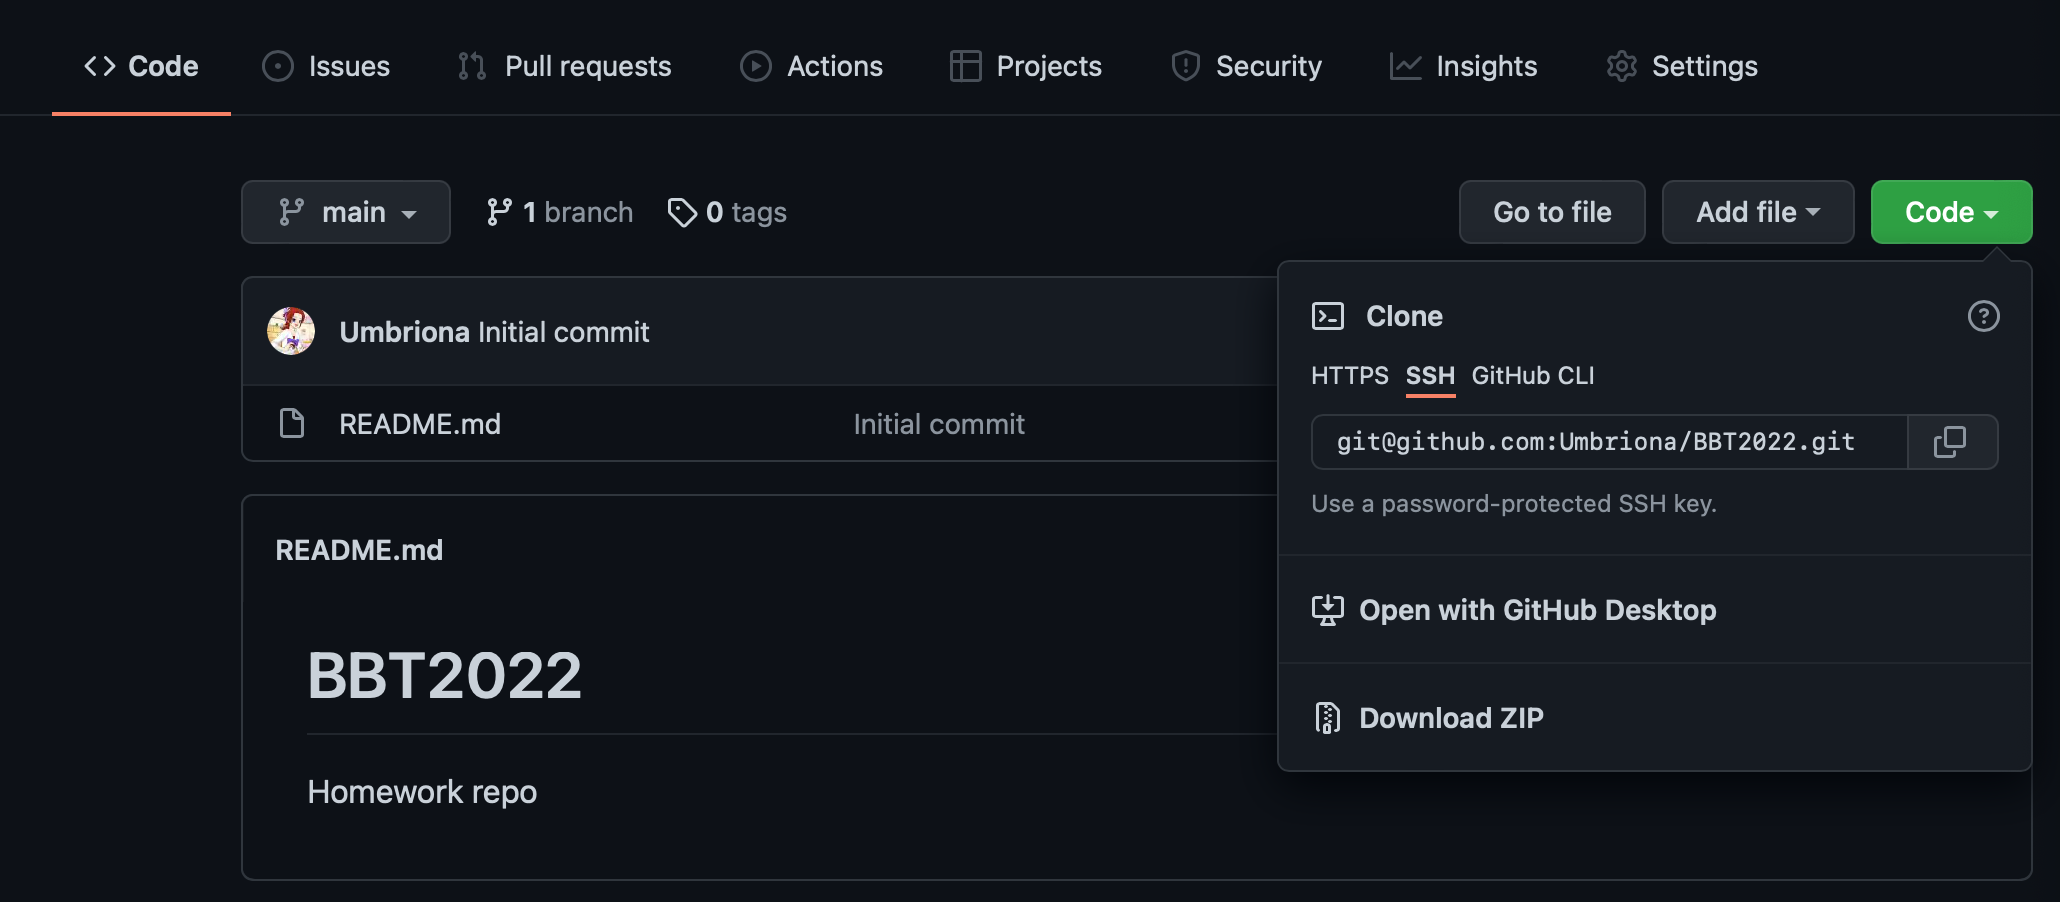 Code Issues Pull requests Actions Projects Security Insights Settings
main 1 branch 0 tags Go to file Add file Code
Umbriona Initial commit
README.md Initial commit
README.md
BBT2022
Homework repo
Clone
HTTPS SSH GitHub CLI
git@github.com:Umbriona/BBT2022.git
Use a password-protected SSH key.
Open with GitHub Desktop
Download ZIP